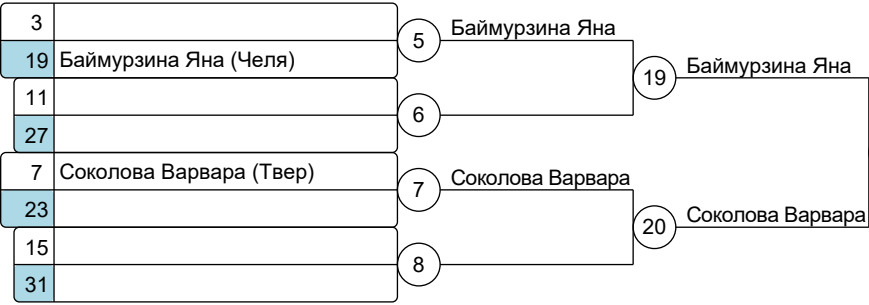 3
5
Баймурзина Яна
19 Баймурзина Яна (Челя)
19
Баймурзина Яна
11
6
27
7 Соколова Варвара (Твер)
7
Соколова Варвара
23
20
Соколова Варвара
15
8
31